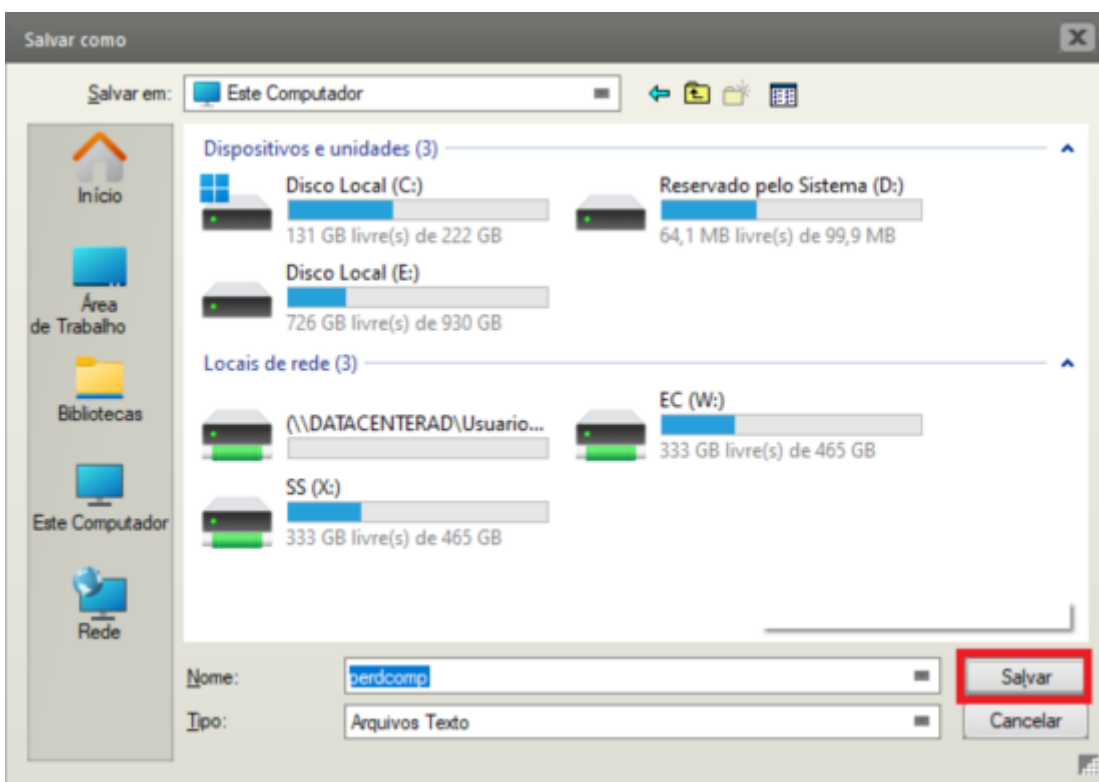 Salvar como
Salvar em:
Este Computador
Início
Área
de Trabalho
Bibliotecas
Este Computador
Rede
Dispositivos e unidades (3)
Disco Local (C:)
131 GB livre(s) de 222 GB
Reservado pelo Sistema (D:)
64,1 MB livre(s) de 99,9 MB
Disco Local (E:)
726 GB livre(s) de 930 GB
Locais de rede (3)
(\\DATACENTERAD\Usuario...
EC (W:)
333 GB livre(s) de 465 GB
SS (X:)
333 GB livre(s) de 465 GB
Nome:
perdcomp
Salvar
Tipo:
Arquivos Texto
Cancelar